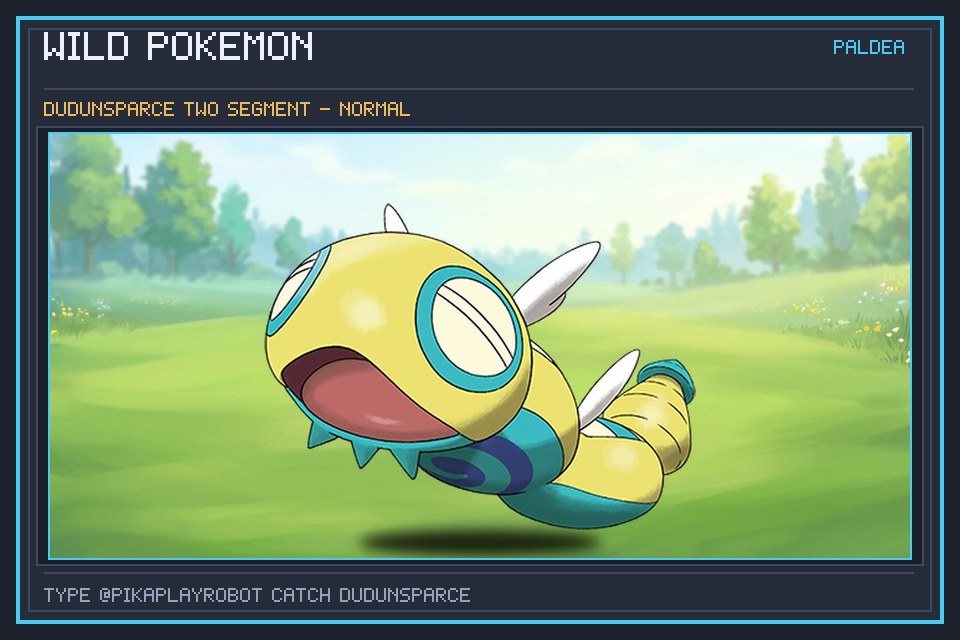 WILD POKEMON
PALDEA
DUDUNSPARCE TWO SEGMENT - NORMAL
TYPE @PIKAPLAYROBOT CATCH DUDUNSPARCE